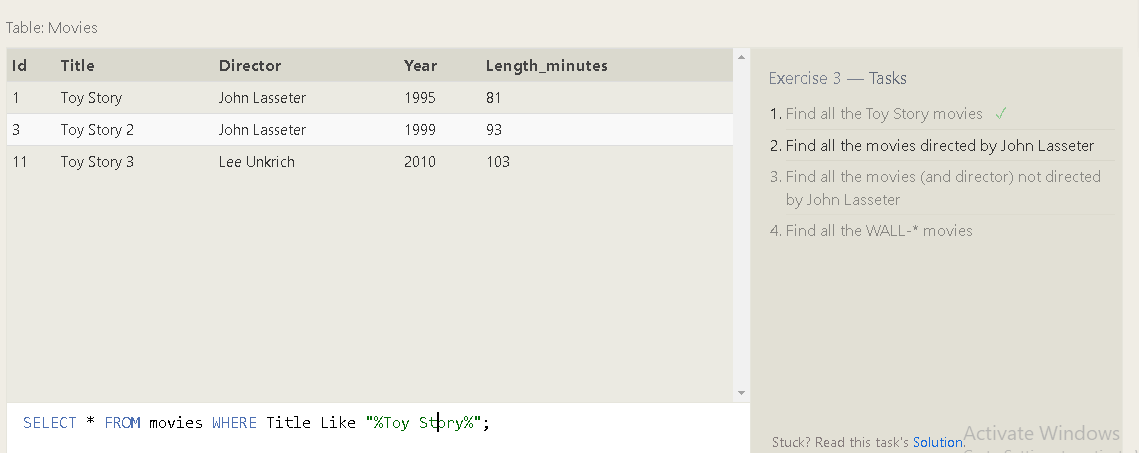 Table: Movies
Id Title Director Year Length_minutes
1 Toy Story John Lasseter 1995 81
3 Toy Story 2 John Lasseter 1999 93
11 Toy Story 3 Lee Unkrich 2010 103
SELECT * FROM movies WHERE Title Like "%Toy Story%";
Exercise 3 — Tasks
1. Find all the Toy Story movies ✓
2. Find all the movies directed by John Lasseter
3. Find all the movies (and director) not directed
by John Lasseter
4. Find all the WALL-* movies
Stuck? Read this task's Solution.
Activate Windows